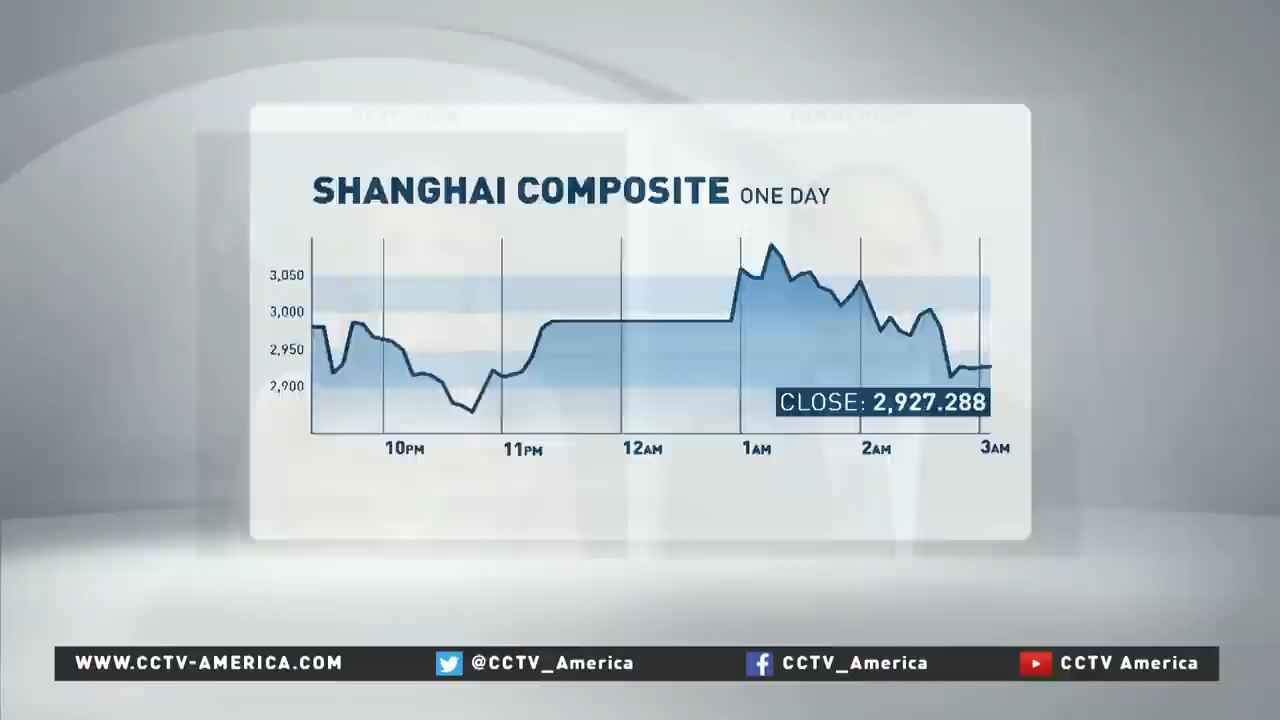 SHANGHAI COMPOSITE ONE DAY
3,050
3,000
2,950
2,900
CLOSE: 2,927.288
10PM 11PM 12AM 1AM 2AM 3AM
WWW.CCTV-AMERICA.COM @CCTV_America CCTV_America CCTV America